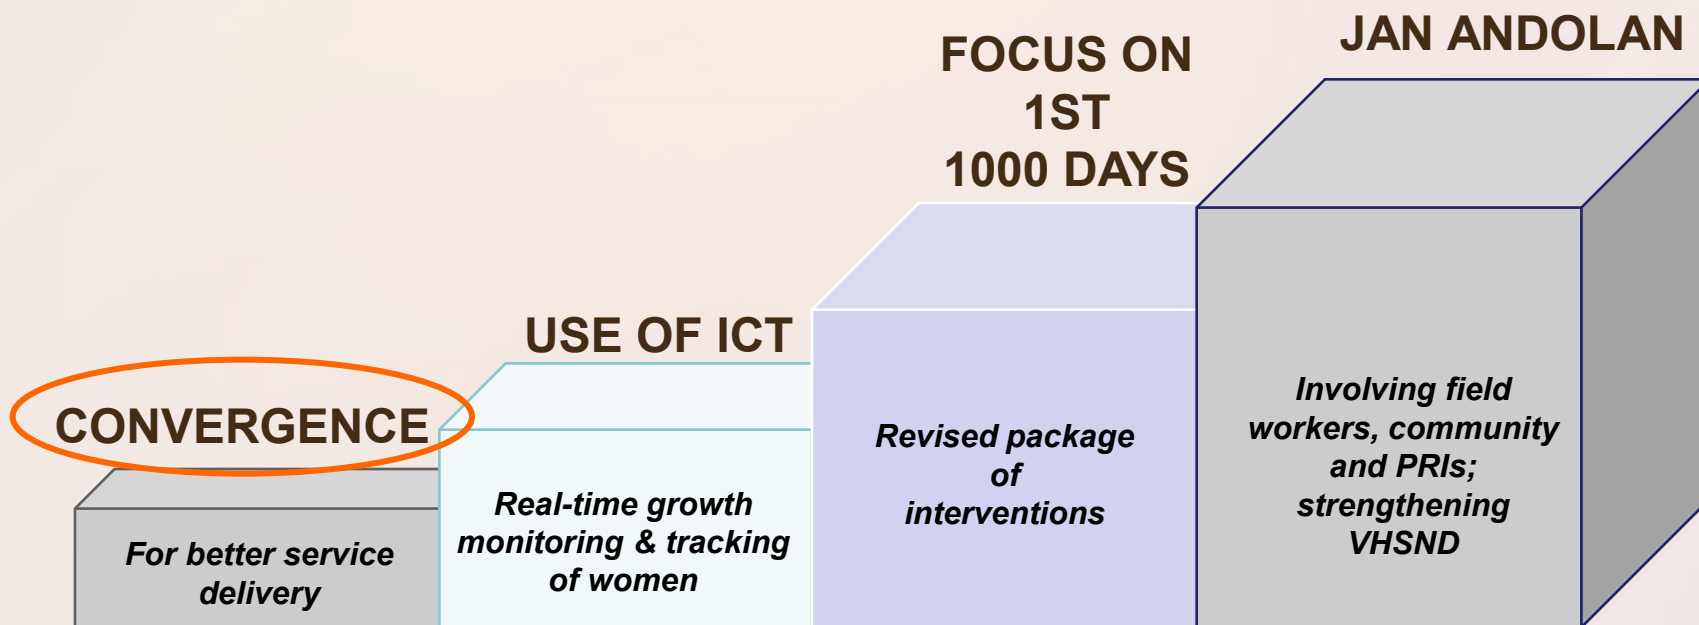 CONVERGENCE
For better service
delivery
USE OF ICT
Real-time growth
monitoring & tracking
of women
FOCUS ON
1ST
1000 DAYS
Revised package
of
interventions
JAN ANDOLAN
Involving field
workers, community
and PRIs;
strengthening
VHSND